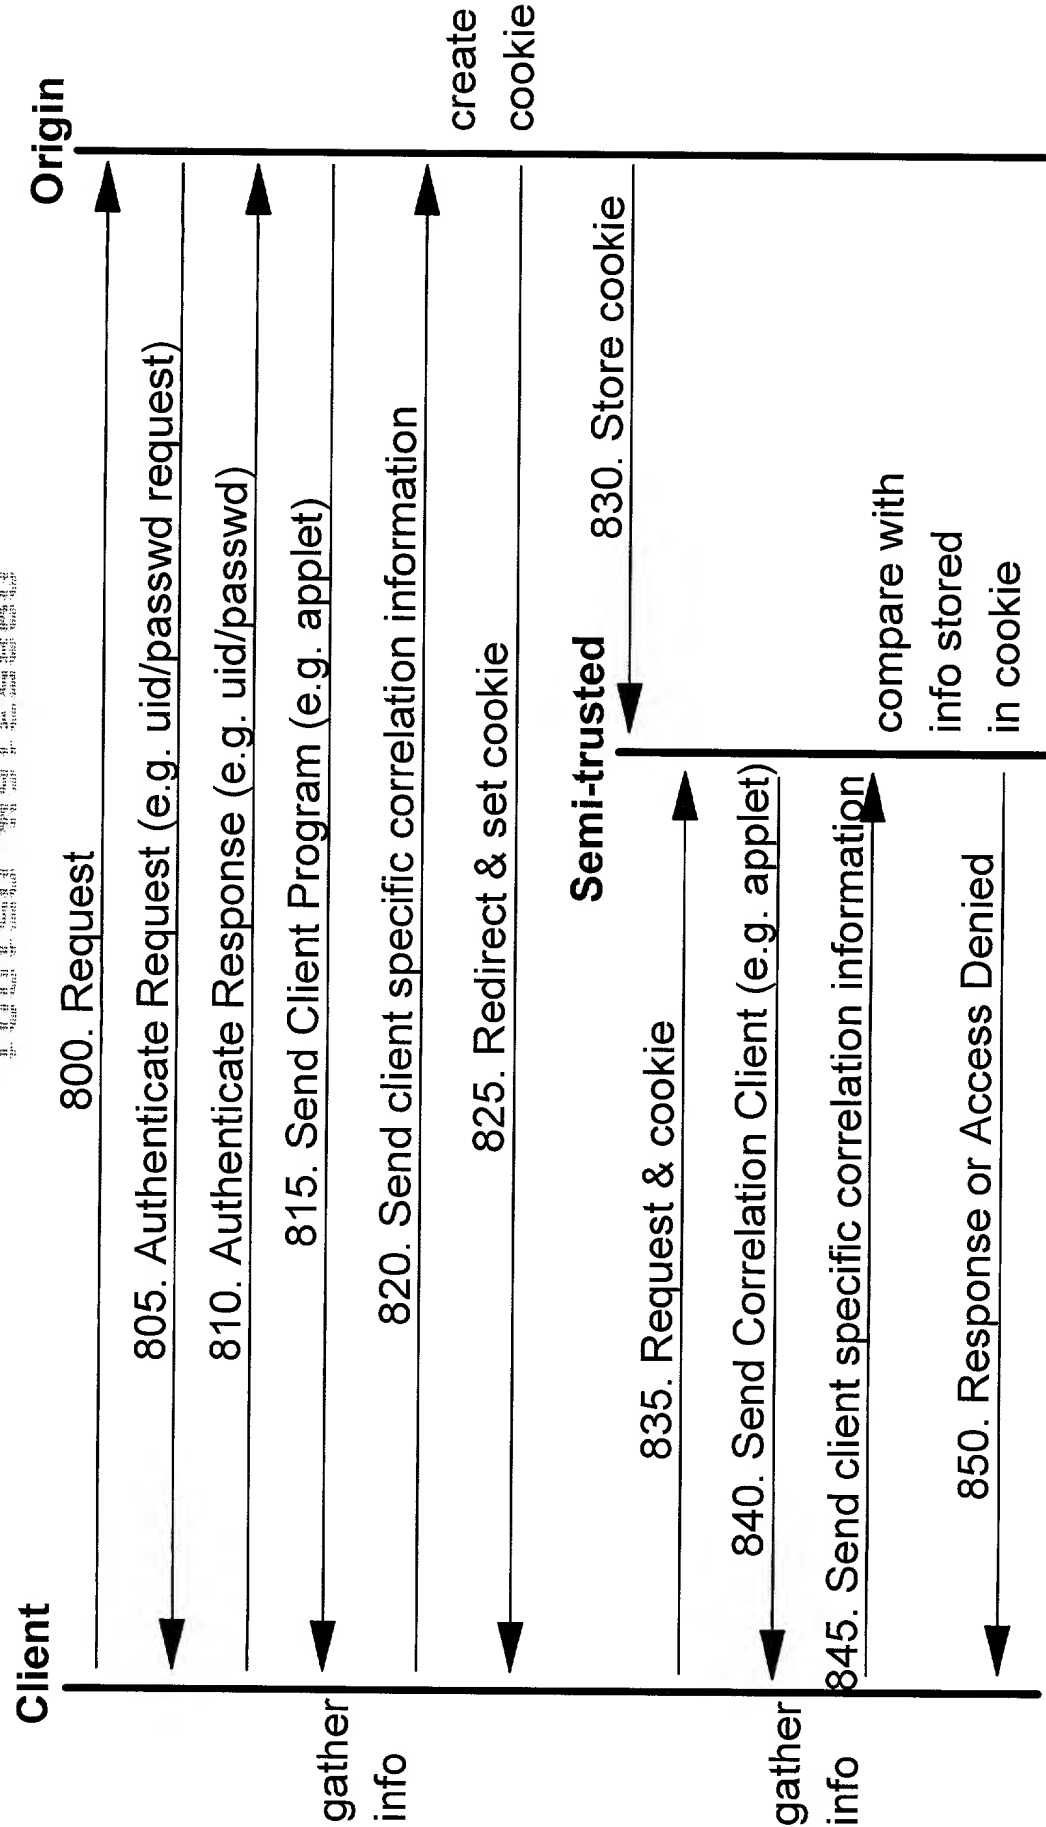 Client
Origin
800. Request
805. Authenticate Request (e.g. uid/passwd request)
810. Authenticate Response (e.g. uid/passwd)
815. Send Client Program (e.g. applet)
gather
info
820. Send client specific correlation information
create
cookie
825. Redirect & set cookie
Semi-trusted
830. Store cookie
835. Request & cookie
840. Send Correlation Client (e.g. applet)
gather
info
845. Send client specific correlation information
compare with
info stored
in cookie
850. Response or Access Denied